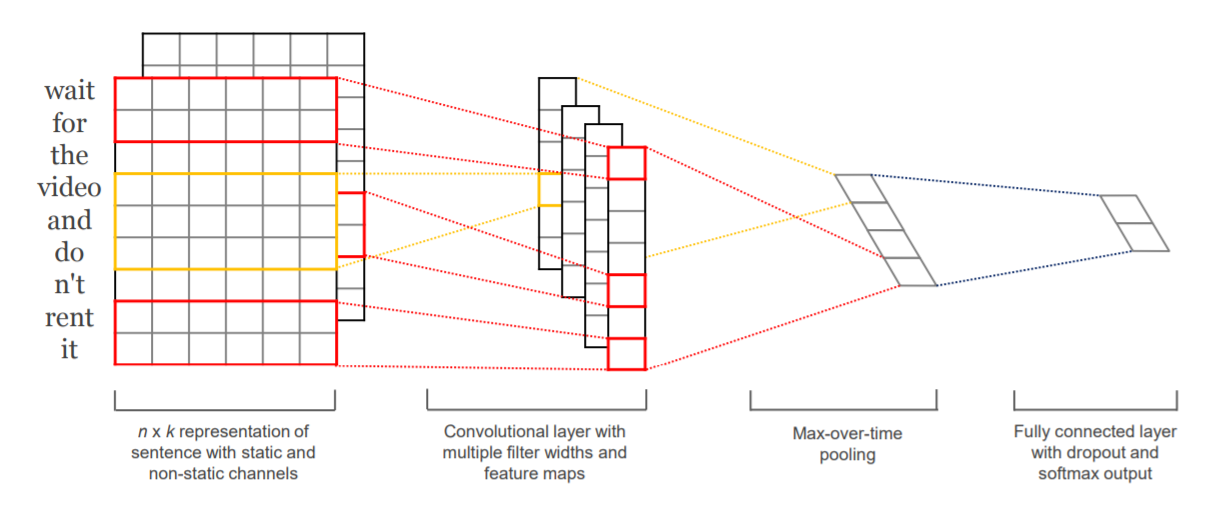 wait
for
the
video
and
do
n't
rent
it
n x k representation of
sentence with static and
non-static channels
Convolutional layer with
multiple filter widths and
feature maps
Max-over-time
pooling
Fully connected layer
with dropout and
softmax output